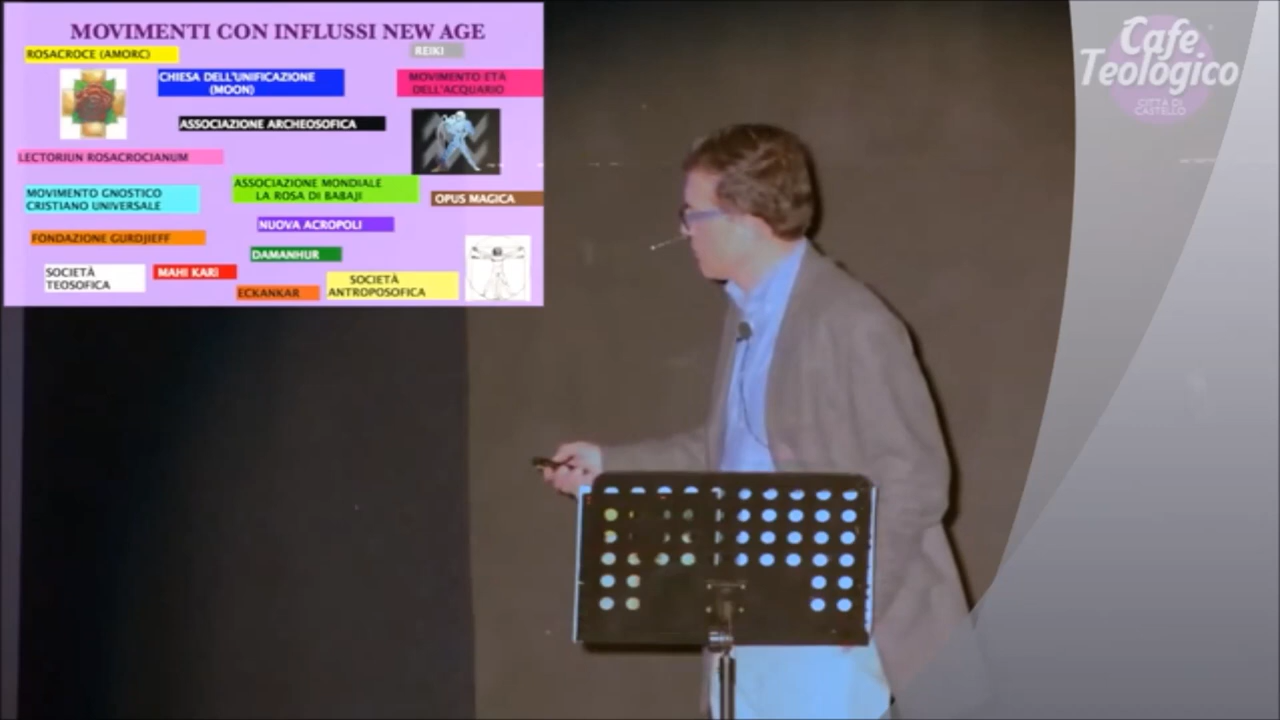 MOVIMENTI CON INFLUSSI NEW AGE
ROSACROCE (AMORC)
REIKI
CHIESA DELL'UNIFICAZIONE
(MOON)
MOVIMENTO ETÀ
DELL'ACQUARIO
ASSOCIAZIONE ARCHEOSOFICA
LECTORIUN ROSACROCIANUM
MOVIMENTO GNOSTICO
CRISTIANO UNIVERSALE
ASSOCIAZIONE MONDIALE
LA ROSA DI BABAJI
OPUS MAGICA
NUOVA ACROPOLI
FONDAZIONE GURDJIEFF
DAMANHUR
SOCIETÀ
TEOSOFICA
MAHI KARI
SOCIETÀ
ANTROPOSOFICA
ECKANKAR
Cafe
Teologico
CITTÀ DI
CASTELLO